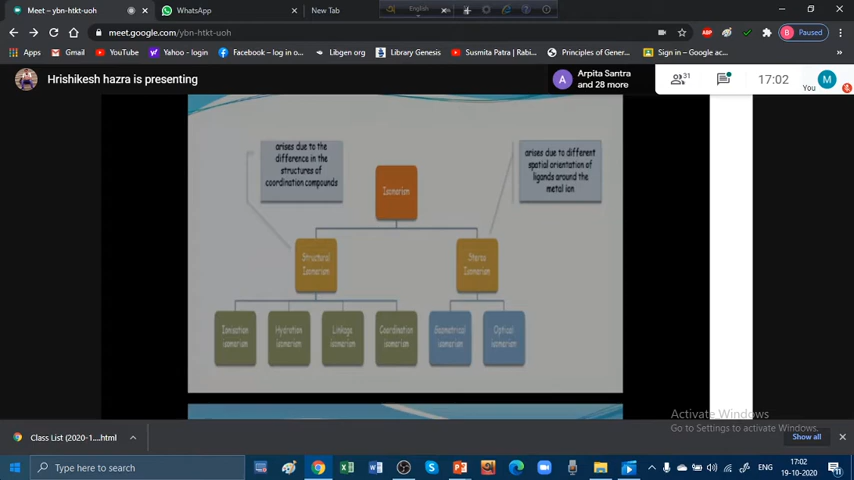 Meet – ybn-htkt-uoh
WhatsApp
New Tab
English
meet.google.com/ybn-htkt-uoh
Paused
Apps
Gmail
YouTube
Yahoo - login
Facebook – log in o...
Libgen org
Library Genesis
Susmita Patra | Rabi...
Principles of Gener...
Sign in – Google ac...
Hrishikesh hazra is presenting
A
Arpita Santra
and 28 more
31
17:02
You
M
arises due to the
difference in the
structures of
coordination compounds
Isomerism
arises due to different
spatial orientation of
ligands around the
metal ion
Structural
Isomerism
Stereo
Isomerism
Ionisation
isomerism
Hydration
isomerism
Linkage
isomerism
Coordination
isomerism
Geometrical
isomerism
Optical
isomerism
Activate Windows
Go to Settings to activate Windows.
Class List (2020-1....html
Show all
Type here to search
ENG
17:02
19-10-2020